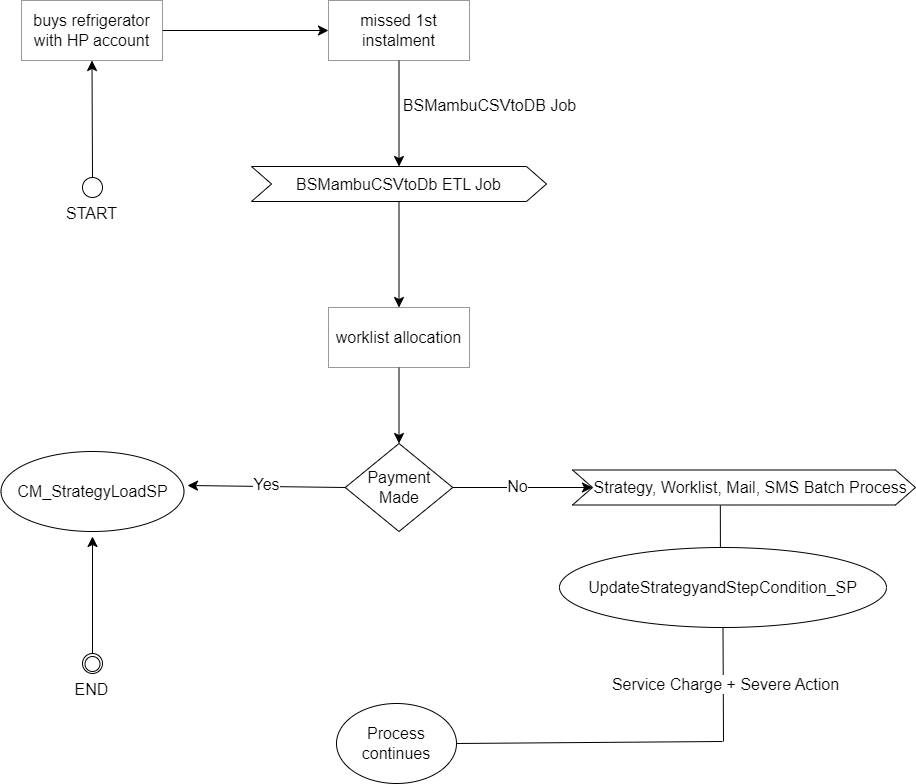 buys refrigerator
with HP account
missed 1st
instalment
BSMambuCSVtoDB Job
BSMambuCSVtoDb ETL Job
START
worklist allocation
Payment
Made
Yes
No
CM_StrategyLoadSP
Strategy, Worklist, Mail, SMS Batch Process
UpdateStrategyandStepCondition_SP
END
Service Charge + Severe Action
Process
continues